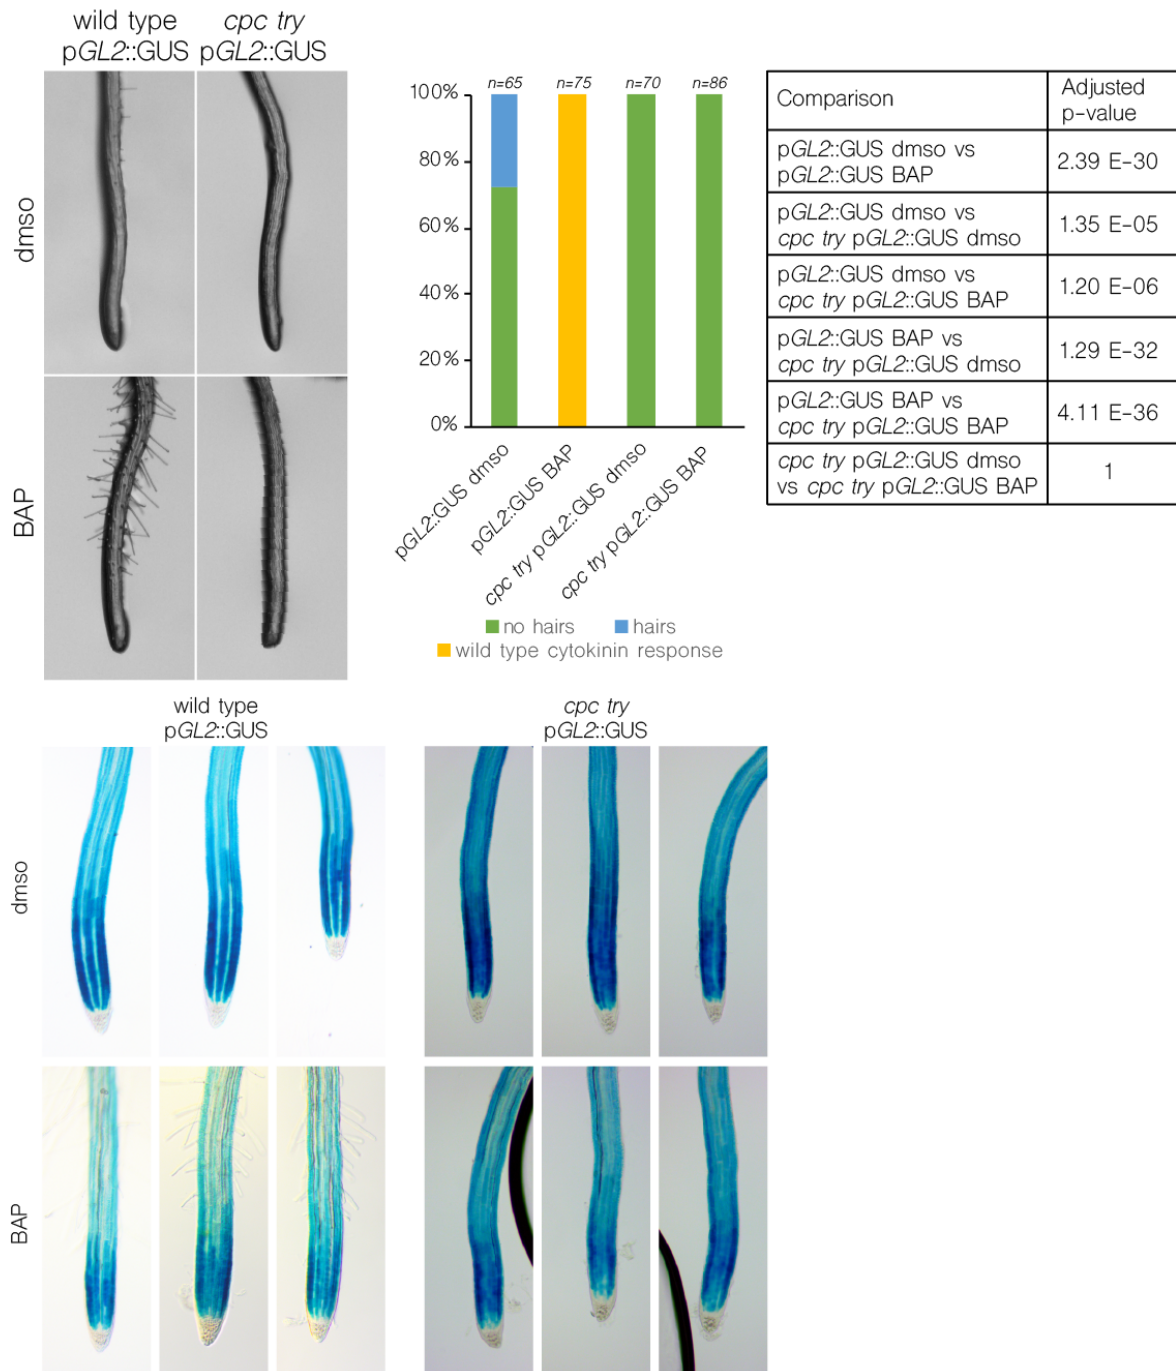 wild type
pGL2::GUS
cpc try
pGL2::GUS
dmso
BAP
n=65
n=75
n=70
n=86
100%
80%
60%
40%
20%
0%
pGL2::GUS dmso
pGL2::GUS BAP
cpc try pGL2::GUS dmso
cpc try pGL2::GUS BAP
no hairs
hairs
wild type cytokinin response
Comparison
Adjusted
p-value
pGL2::GUS dmso vs
pGL2::GUS BAP
2.39 E-30
pGL2::GUS dmso vs
cpc try pGL2::GUS dmso
1.35 E-05
pGL2::GUS dmso vs
cpc try pGL2::GUS BAP
1.20 E-06
pGL2::GUS BAP vs
cpc try pGL2::GUS dmso
1.29 E-32
pGL2::GUS BAP vs
cpc try pGL2::GUS BAP
4.11 E-36
cpc try pGL2::GUS dmso
vs cpc try pGL2::GUS BAP
1
wild type
pGL2::GUS
cpc try
pGL2::GUS
dmso
BAP